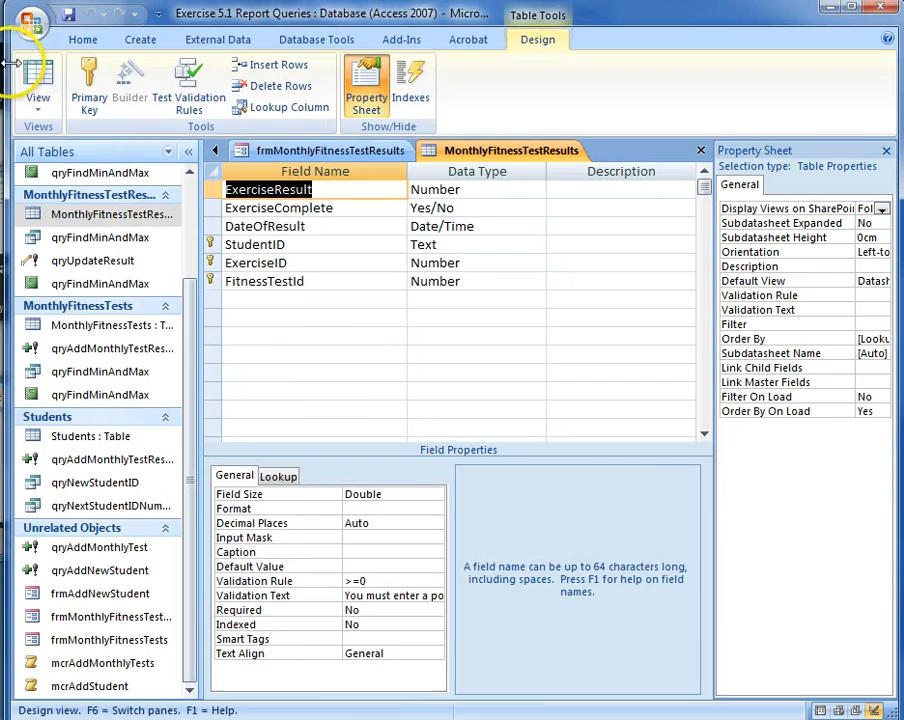 Exercise 5.1 Report Queries : Database (Access 2007) - Micro...
Table Tools
Home
Create
External Data
Database Tools
Add-Ins
Acrobat
Design
View
Primary
Key
Builder
Test Validation
Rules
Insert Rows
Delete Rows
Lookup Column
Property
Sheet
Indexes
Views
Tools
Show/Hide
All Tables
qryFindMinAndMax
MonthlyFitnessTestRes...
MonthlyFitnessTestRes...
qryFindMinAndMax
qryUpdateResult
qryFindMinAndMax
MonthlyFitnessTests
MonthlyFitnessTests : T...
qryAddMonthlyTestRes...
qryFindMinAndMax
qryFindMinAndMax
Students
Students : Table
qryAddMonthlyTestRes...
qryNewStudentID
qryNextStudentIDNum...
Unrelated Objects
qryAddMonthlyTest
qryAddNewStudent
frmAddNewStudent
frmMonthlyFitnessTest...
frmMonthlyFitnessTests
mcrAddMonthlyTests
mcrAddStudent
frmMonthlyFitnessTestResults
MonthlyFitnessTestResults
Field Name Data Type Description
ExerciseResult Number
ExerciseComplete Yes/No
DateOfResult Date/Time
StudentID Text
ExerciseID Number
FitnessTestId Number
Field Properties
General Lookup
Field Size Double
Format
Decimal Places Auto
Input Mask
Caption
Default Value
Validation Rule >=0
Validation Text You must enter a po
Required No
Indexed No
Smart Tags
Text Align General
A field name can be up to 64 characters long,
including spaces. Press F1 for help on field
names.
Property Sheet
Selection type: Table Properties
General
Display Views on SharePoi Fol
Subdatasheet Expanded No
Subdatasheet Height 0cm
Orientation Left-to
Description
Default View Datash
Validation Rule
Validation Text
Filter
Order By [Looku
Subdatasheet Name [Auto]
Link Child Fields
Link Master Fields
Filter On Load No
Order By On Load Yes
Design view. F6 = Switch panes. F1 = Help.